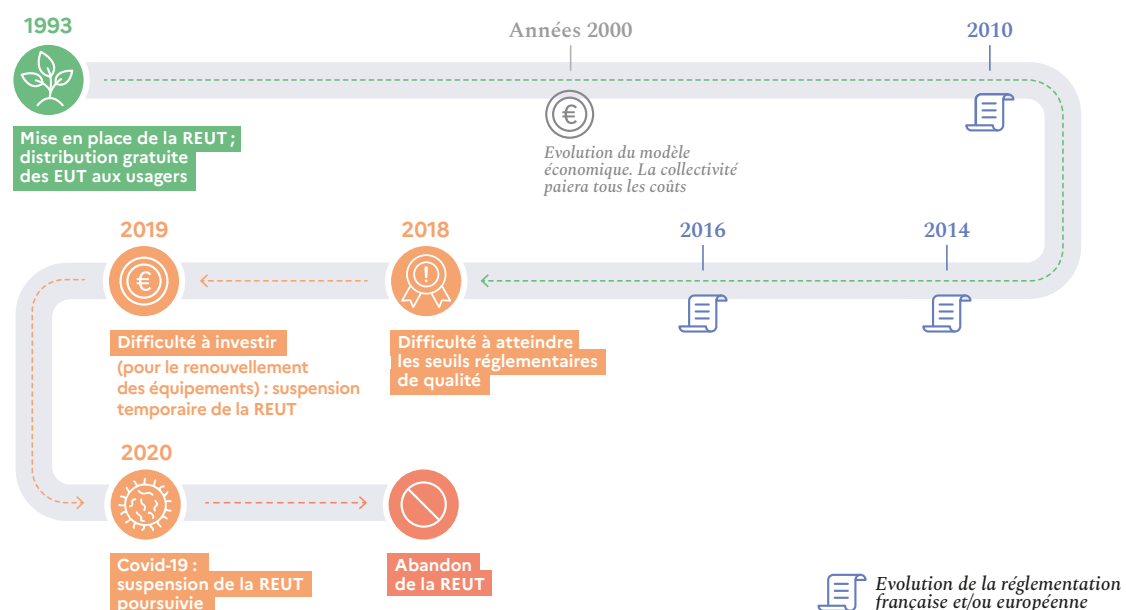 1993
Années 2000
2010
Mise en place de la REUT ;
distribution gratuite
des EUT aux usagers
€
Evolution du modèle
économique. La collectivité
paiera tous les coûts
2019
2018
2016
2014
€
!
Difficulté à investir
(pour le renouvellement
des équipements) : suspension
temporaire de la REUT
Difficulté à atteindre
les seuils réglementaires
de qualité
2020
Covid-19 :
suspension de la REUT
poursuivie
Abandon
de la REUT
Evolution de la réglementation
française et/ou européenne